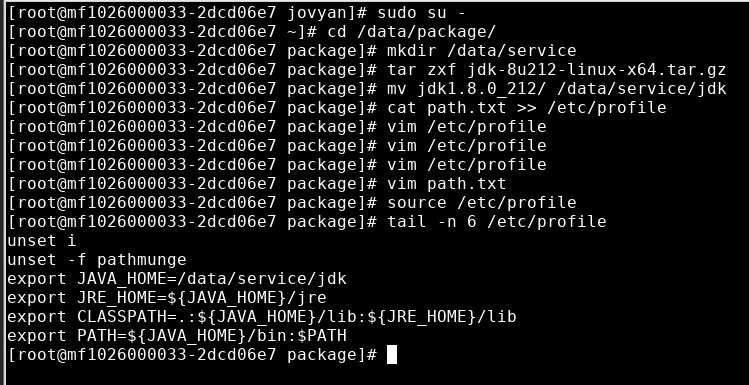 [root@mf1026000033-2dcd06e7 jovyan]# sudo su -
[root@mf1026000033-2dcd06e7 ~]# cd /data/package/
[root@mf1026000033-2dcd06e7 package]# mkdir /data/service
[root@mf1026000033-2dcd06e7 package]# tar zxf jdk-8u212-linux-x64.tar.gz
[root@mf1026000033-2dcd06e7 package]# mv jdk1.8.0_212/ /data/service/jdk
[root@mf1026000033-2dcd06e7 package]# cat path.txt >> /etc/profile
[root@mf1026000033-2dcd06e7 package]# vim /etc/profile
[root@mf1026000033-2dcd06e7 package]# vim /etc/profile
[root@mf1026000033-2dcd06e7 package]# vim /etc/profile
[root@mf1026000033-2dcd06e7 package]# vim path.txt
[root@mf1026000033-2dcd06e7 package]# source /etc/profile
[root@mf1026000033-2dcd06e7 package]# tail -n 6 /etc/profile
unset i
unset -f pathmunge
export JAVA_HOME=/data/service/jdk
export JRE_HOME=${JAVA_HOME}/jre
export CLASSPATH=.:${JAVA_HOME}/lib:${JRE_HOME}/lib
export PATH=${JAVA_HOME}/bin:$PATH
[root@mf1026000033-2dcd06e7 package]#